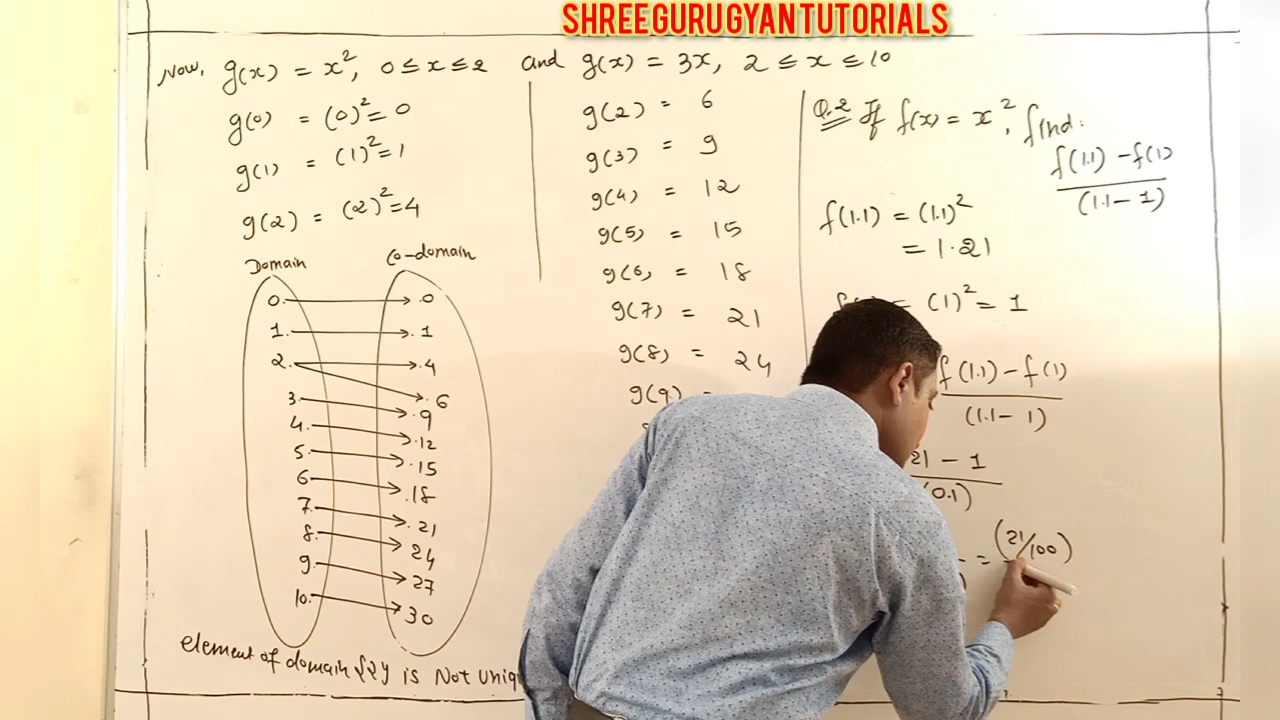 SHREE GURU GYAN TUTORIALS
Now, g(x) = x², 0 ≤ x ≤ 2 and g(x) = 3x, 2 ≤ x ≤ 10
g(0) = (0)² = 0
g(1) = (1)² = 1
g(2) = (2)² = 4
Domain Co-domain
0. .0
1. .1
2. .4
.6
3. .9
4. .12
5. .15
6. .18
7. .21
8. 24
9. 27
10. 30
element of domain {2} is Not
g(2) = 6
g(3) = 9
g(4) = 12
g(5) = 15
g(6) = 18
g(7) = 21
g(8) = 24
g(9) =
Q.2 If f(x) = x², find:
f(1.1) - f(1)
(1.1 - 1)
f(1.1) = (1.1)²
= 1.21
= (1)² = 1
f(1.1) - f(1)
(1.1 - 1)
21 - 1
(0.1)
= (21/100)